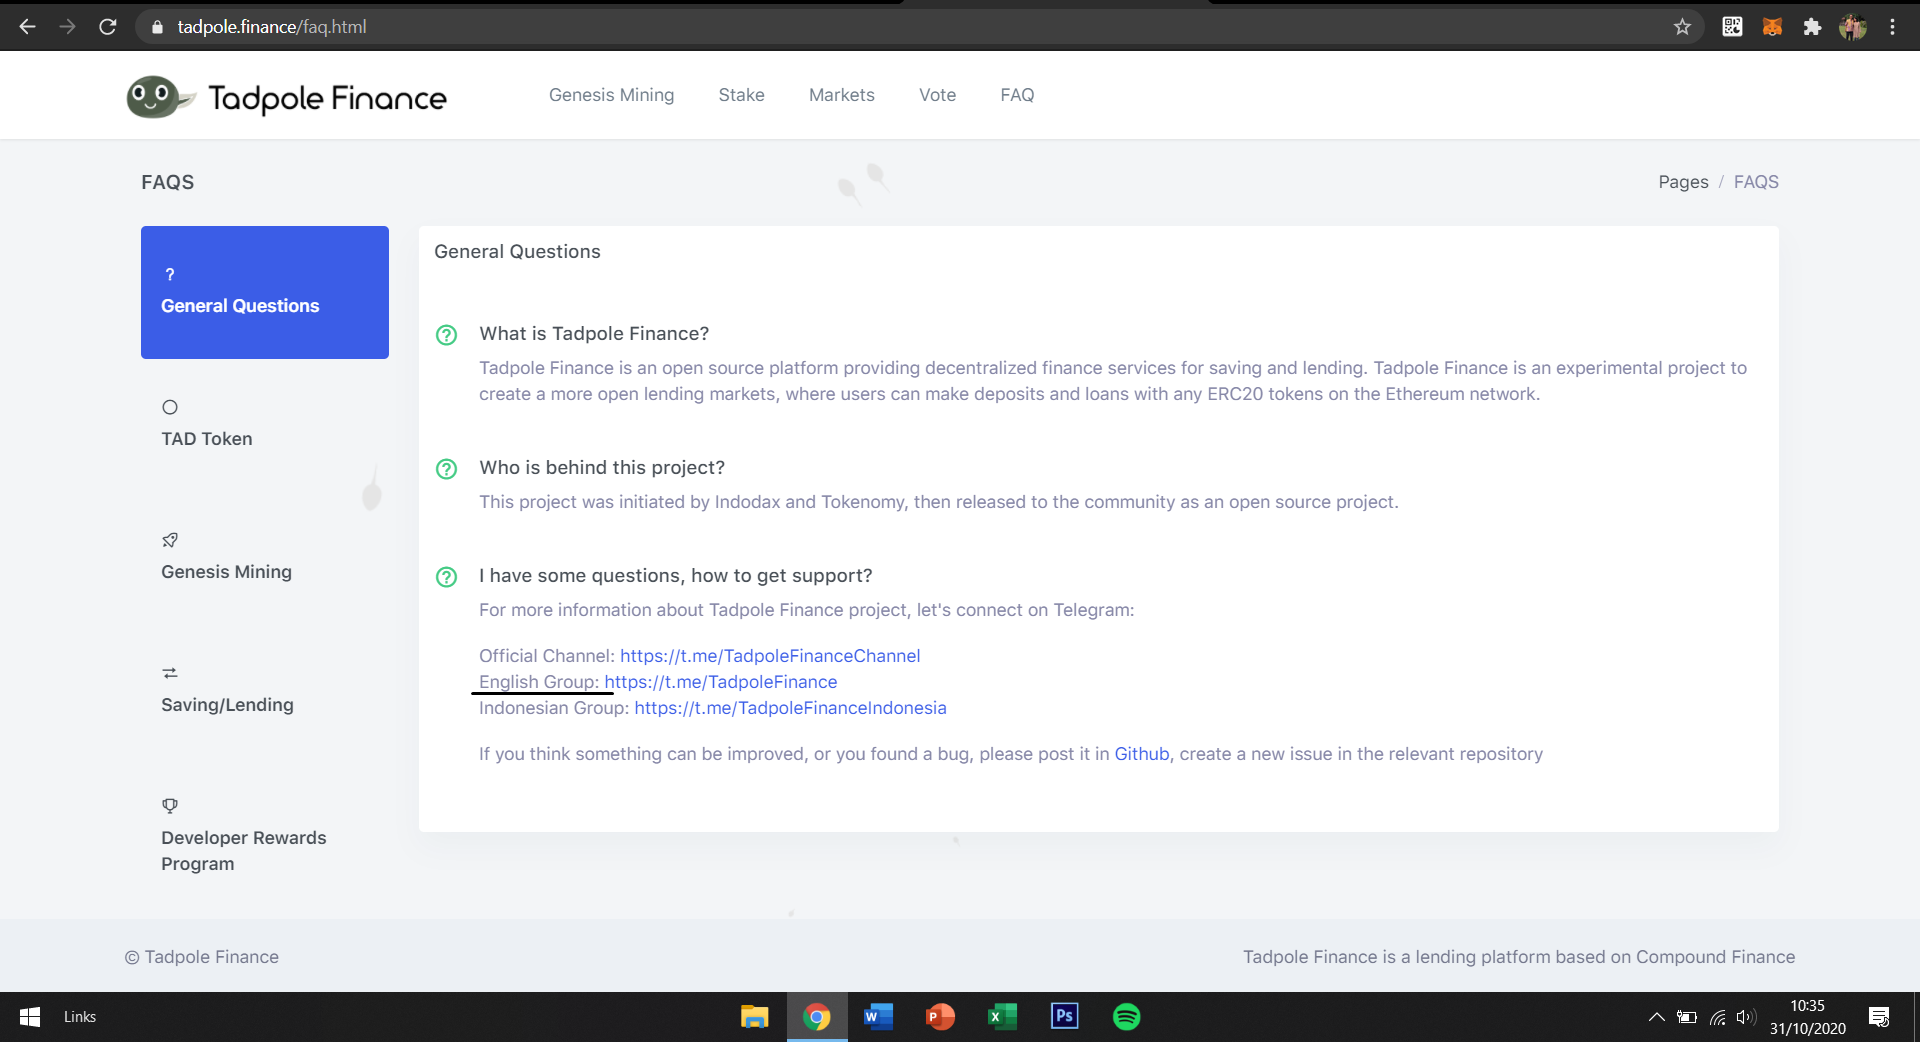 tadpole.finance/faq.html
Tadpole Finance
Genesis Mining
Stake
Markets
Vote
FAQ
FAQS
Pages / FAQS
?
General Questions
TAD Token
Genesis Mining
Saving/Lending
Developer Rewards
Program
General Questions
What is Tadpole Finance?
Tadpole Finance is an open source platform providing decentralized finance services for saving and lending. Tadpole Finance is an experimental project to
create a more open lending markets, where users can make deposits and loans with any ERC20 tokens on the Ethereum network.
Who is behind this project?
This project was initiated by Indodax and Tokenomy, then released to the community as an open source project.
I have some questions, how to get support?
For more information about Tadpole Finance project, let's connect on Telegram:
Official Channel: https://t.me/TadpoleFinanceChannel
English Group: https://t.me/TadpoleFinance
Indonesian Group: https://t.me/TadpoleFinanceIndonesia
If you think something can be improved, or you found a bug, please post it in Github, create a new issue in the relevant repository
© Tadpole Finance
Tadpole Finance is a lending platform based on Compound Finance
Links
10:35
31/10/2020